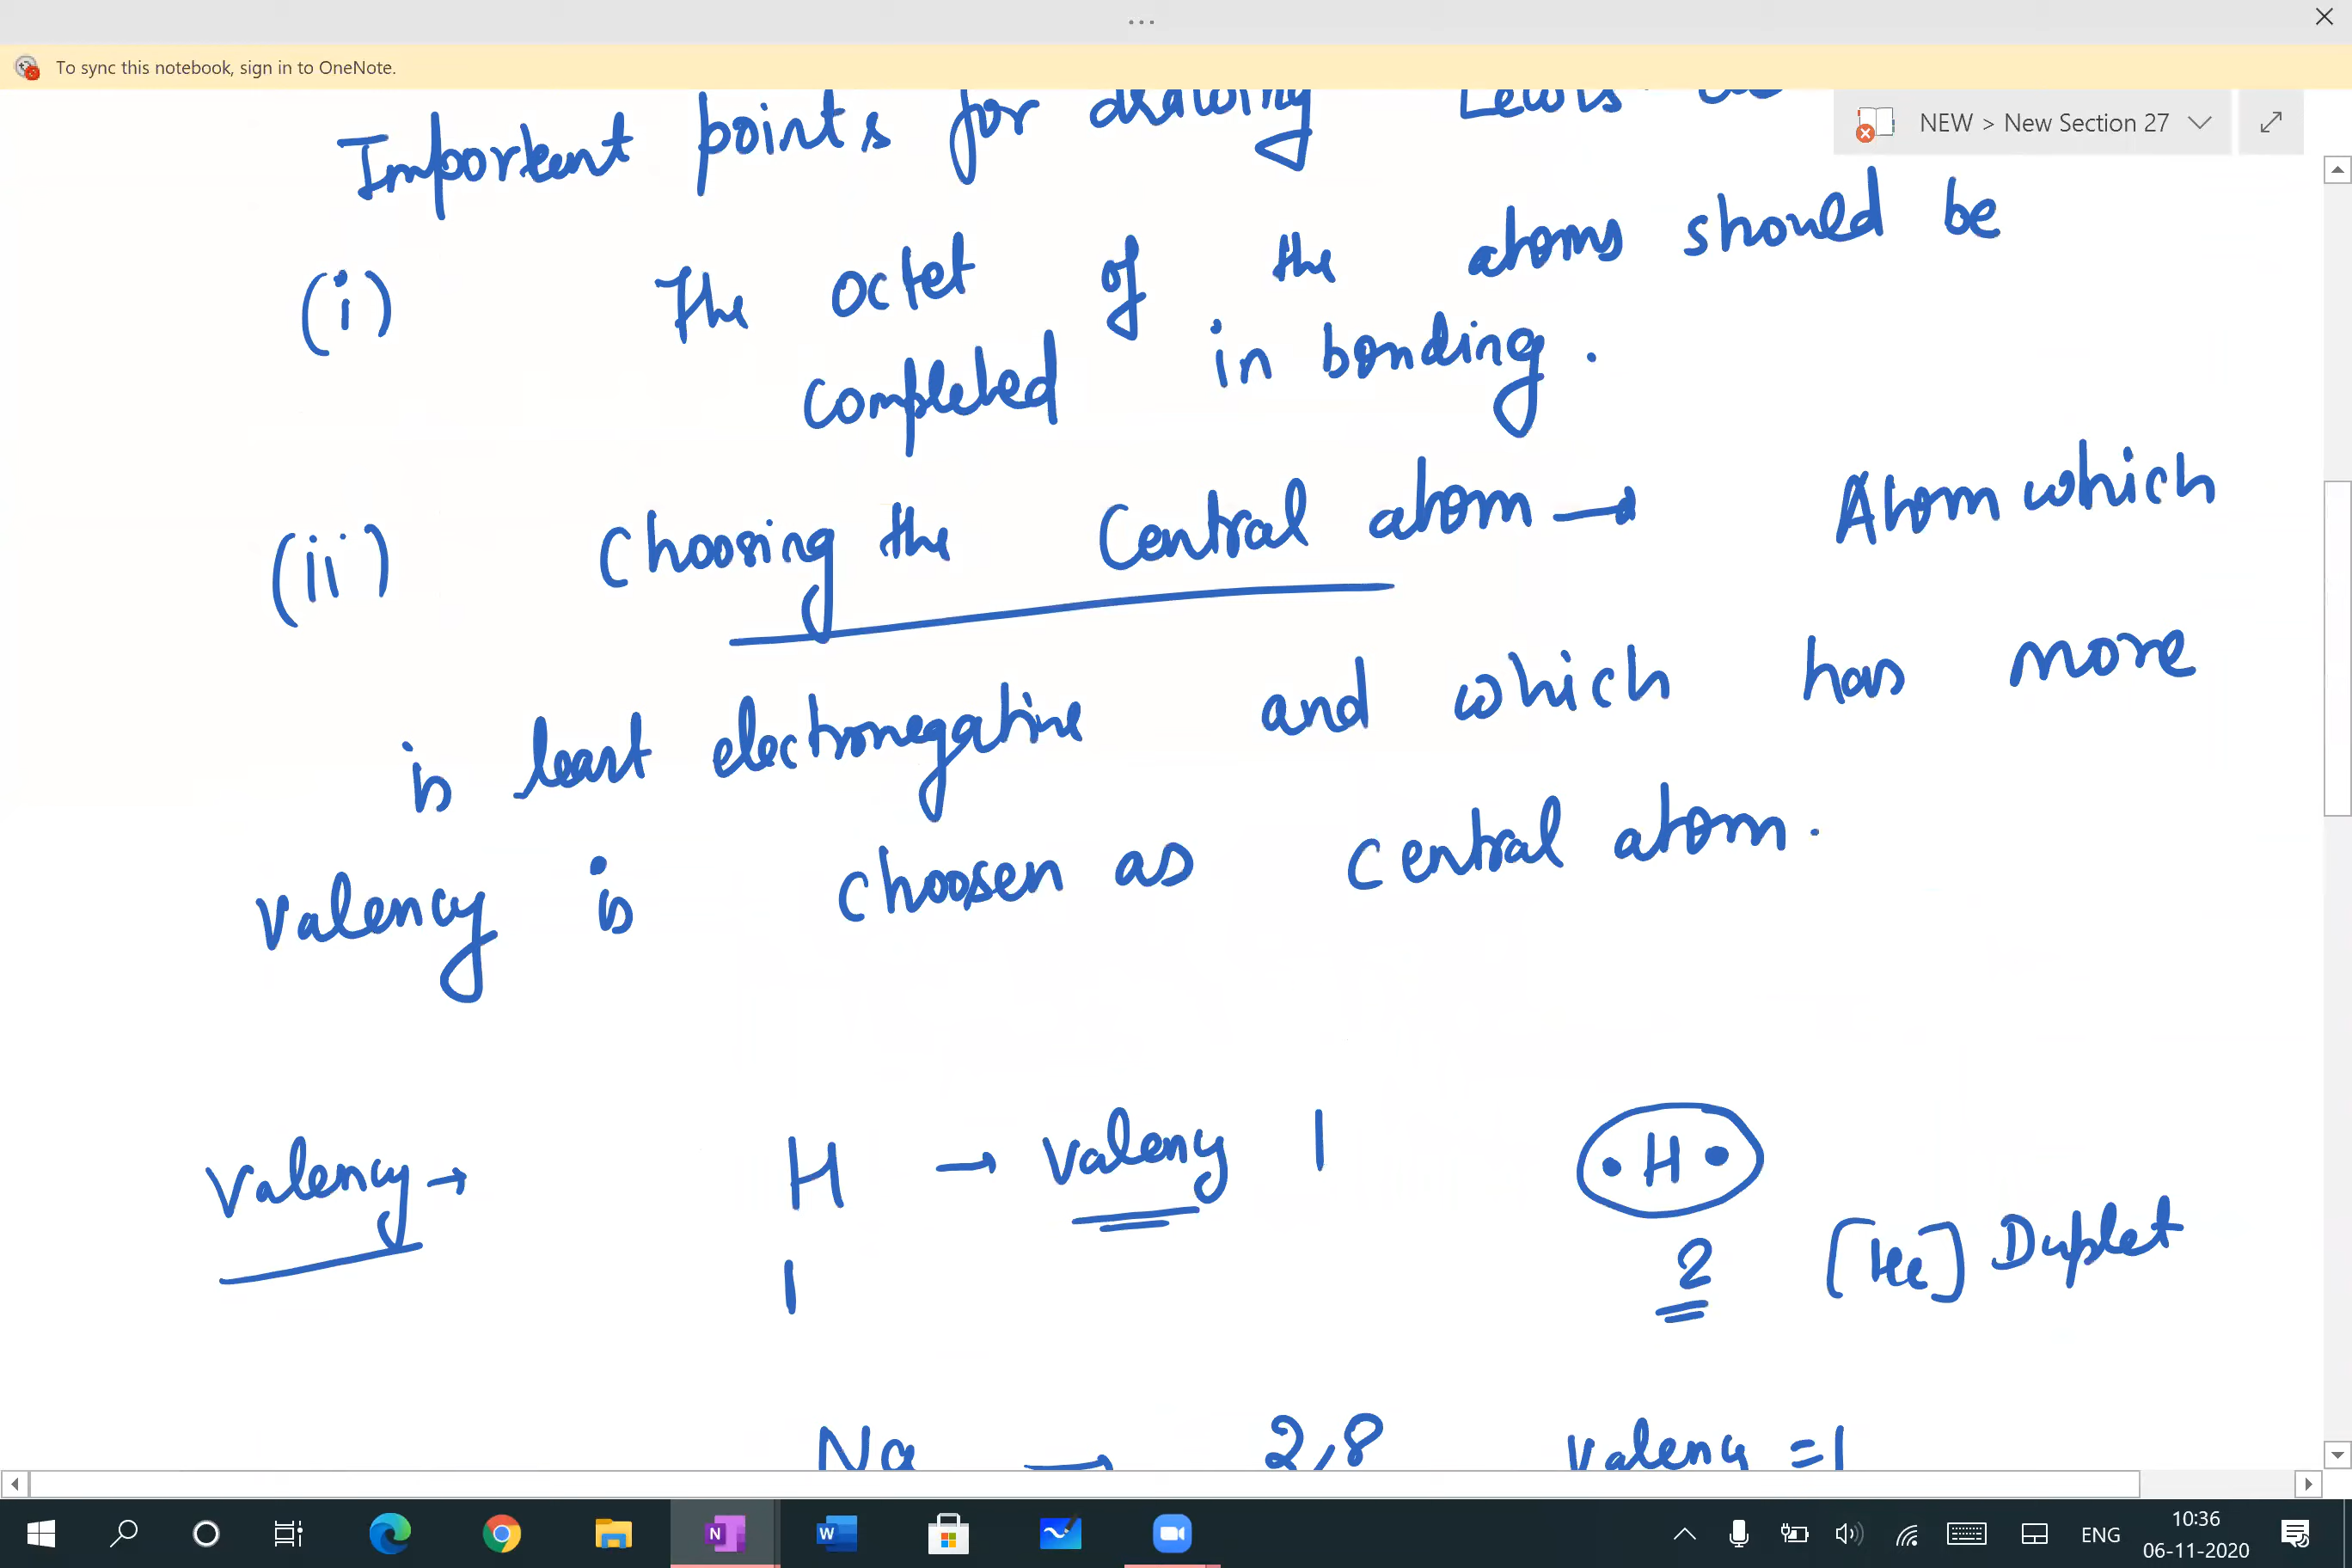 To sync this notebook, sign in to OneNote.
NEW > New Section 27
Important points for drawing Lewis
(i) The octet of the atoms should be
completed in bonding.
(ii) Choosing the Central atom → Atom which
is least electronegative and which has more
valency is choosen as central atom.
Valency → H → Valency 1 •H•
1 2 [He] Duplet
Na → 2,8 Valency =1
ENG
10:36
06-11-2020